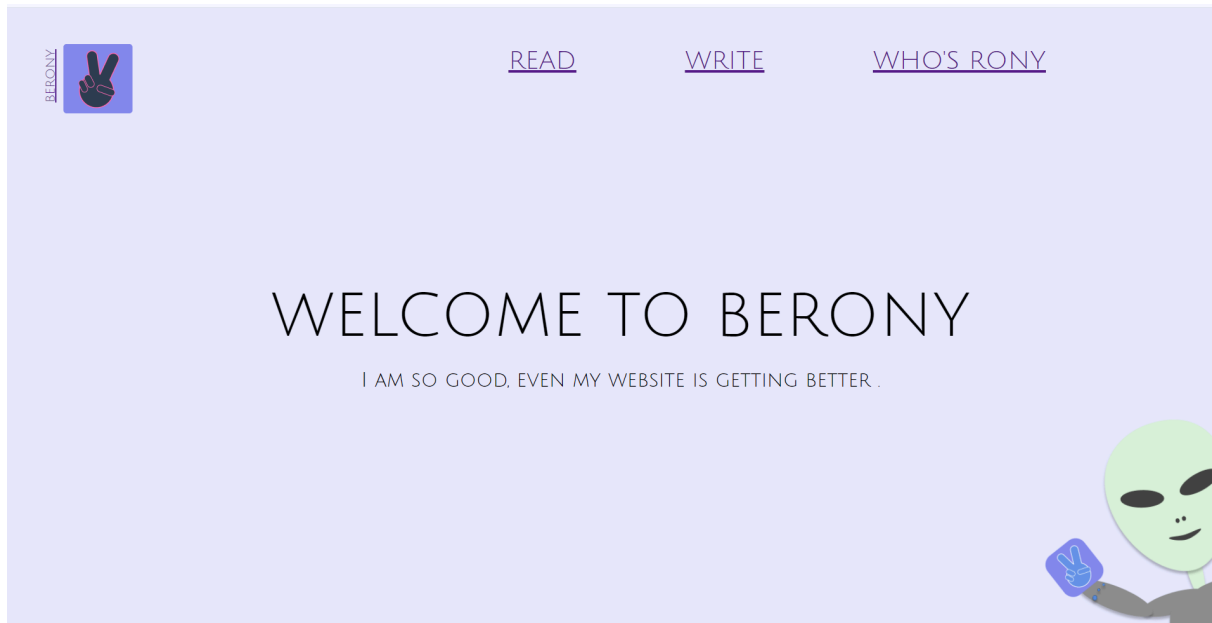 BERONY
READ WRITE WHO'S RONY
WELCOME TO BERONY
I AM SO GOOD, EVEN MY WEBSITE IS GETTING BETTER .